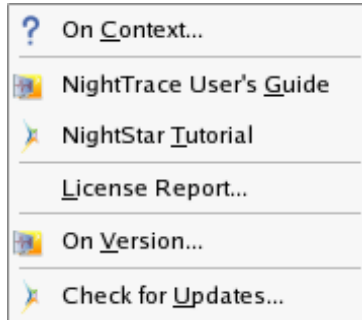 On Context...
NightTrace User's Guide
NightStar Tutorial
License Report...
On Version...
Check for Updates...